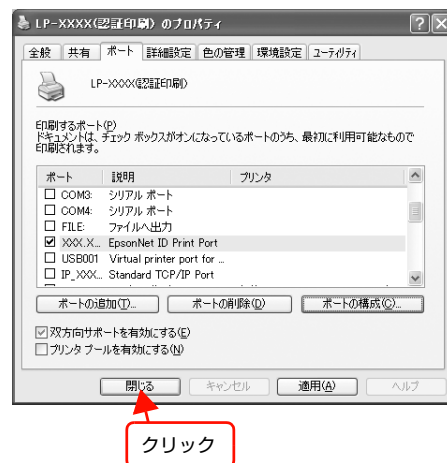 LP-XXXX(認証印刷) のプロパティ
全般 共有 ポート 詳細設定 色の管理 環境設定 ユーティリティ
LP-XXXX(認証印刷)
印刷するポート(P)
ドキュメントは、チェック ボックスがオンになっているポートのうち、最初に利用可能なもので
印刷されます。
ポート 説明 プリンタ
COM3: シリアル ポート
COM4: シリアル ポート
FILE: ファイルへ出力
XXX.X... EpsonNet ID Print Port
USB001 Virtual printer port for ...
IP_XXX... Standard TCP/IP Port
ポートの追加(T)... ポートの削除(D) ポートの構成(C)...
双方向サポートを有効にする(E)
プリンタ プールを有効にする(N)
閉じる キャンセル 適用(A) ヘルプ
クリック